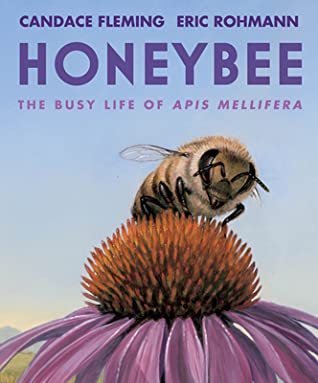 CANDACE FLEMING ERIC ROHMANN
HONEYBEE
THE BUSY LIFE OF APIS MELLIFERA